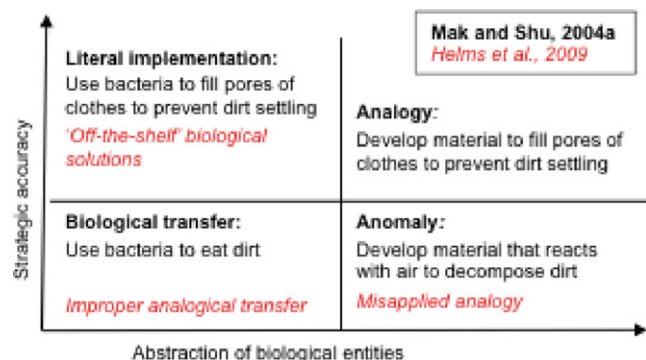 Mak and Shu, 2004a
Helms et al., 2009
Literal implementation:
Use bacteria to fill pores of
clothes to prevent dirt settling
'Off-the-shelf' biological
solutions
Analogy:
Develop material to fill pores of
clothes to prevent dirt settling
Strategic accuracy
Biological transfer:
Use bacteria to eat dirt
Improper analogical transfer
Anomaly:
Develop material that reacts
with air to decompose dirt
Misapplied analogy
Abstraction of biological entities